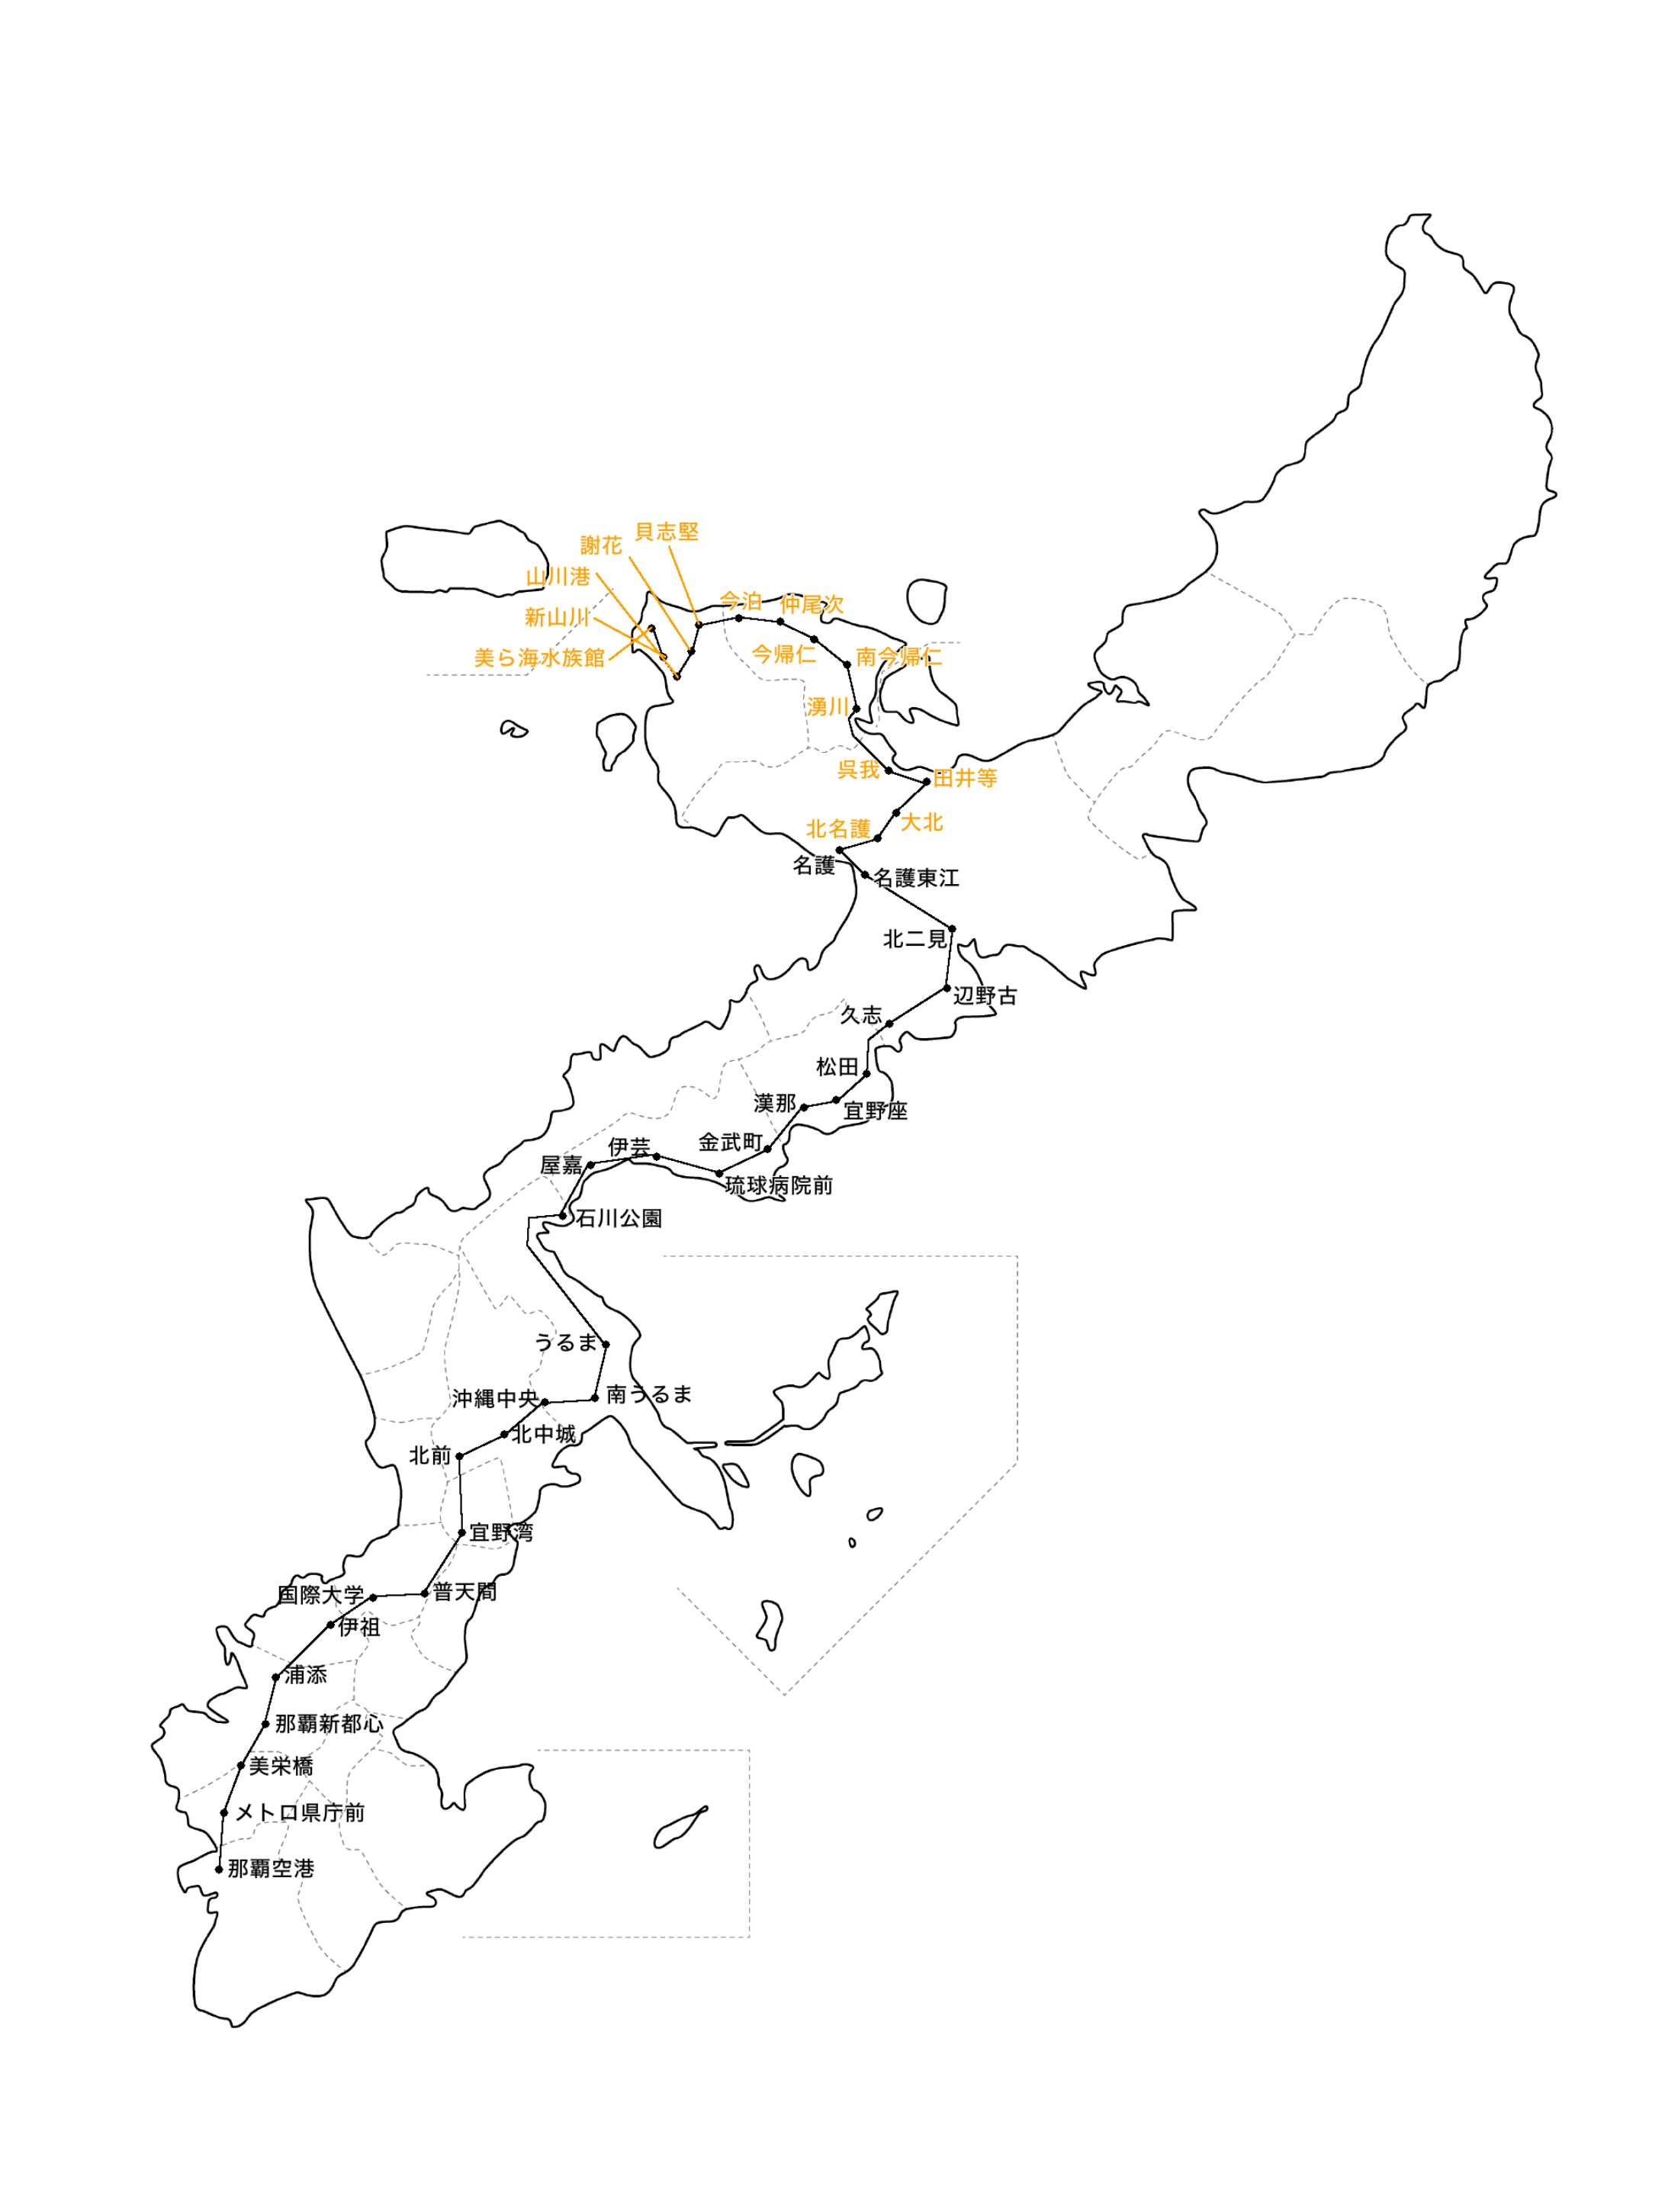 貝志堅
謝花
山川港
新山川
美ら海水族館
今泊
仲尾次
今帰仁
南今帰仁
湧川
呉我
田井等
大北
北名護
名護
名護東江
北二見
辺野古
久志
松田
宜野座
漢那
金武町
琉球病院前
伊芸
屋嘉
石川公園
うるま
南うるま
沖縄中央
北中城
北前
宜野湾
普天間
国際大学
伊祖
浦添
那覇新都心
美栄橋
メトロ県庁前
那覇空港